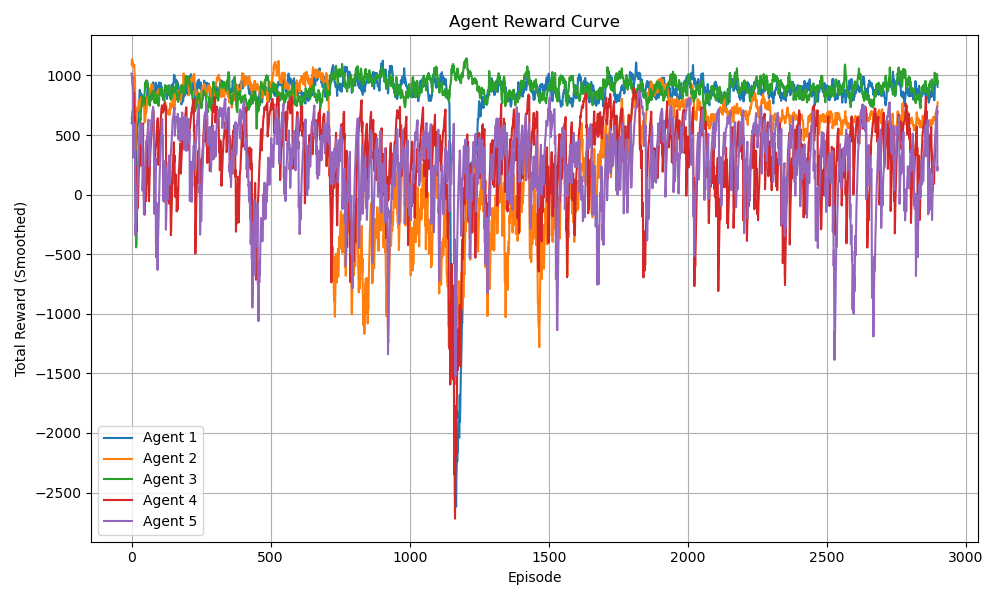 Agent Reward Curve
Total Reward (Smoothed)
1000
500
0
−500
−1000
−1500
−2000
−2500
Agent 1
Agent 2
Agent 3
Agent 4
Agent 5
0 500 1000 1500 2000 2500 3000
Episode